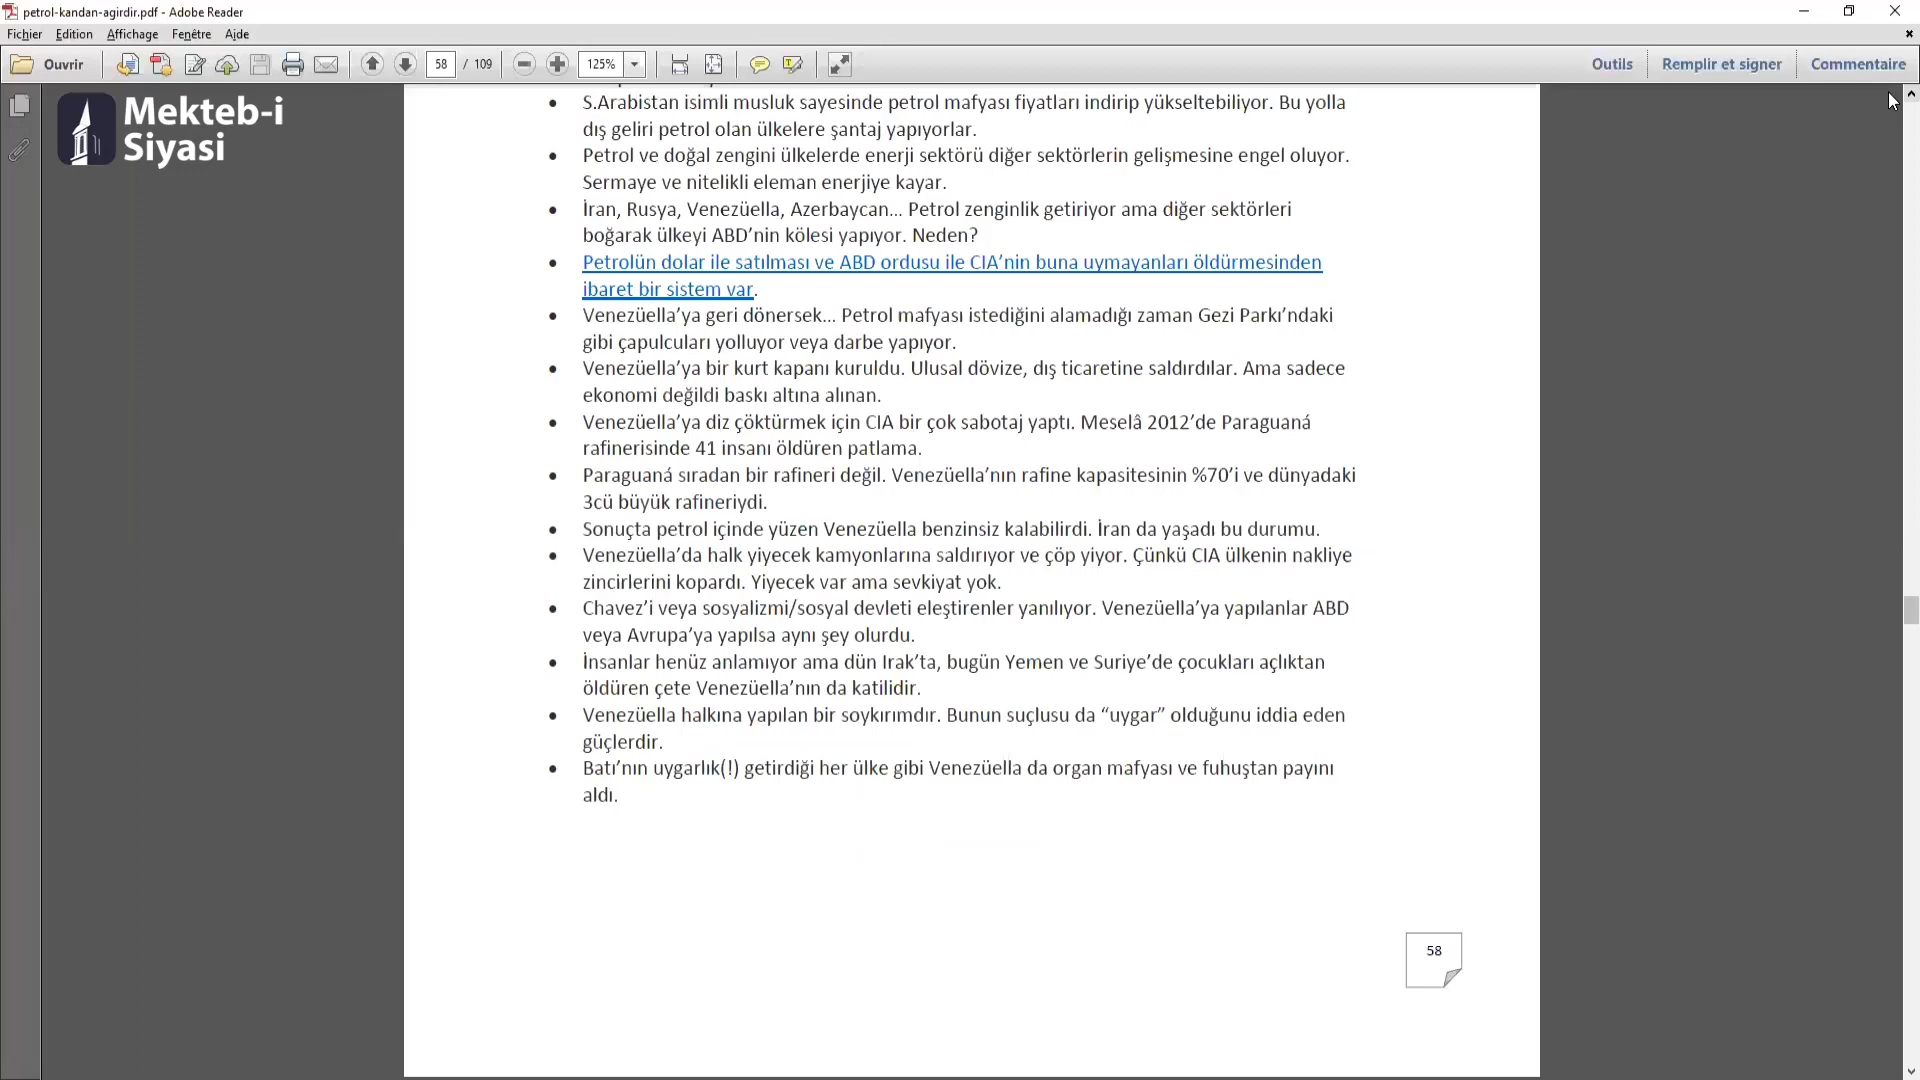 petrol-kandan-agirdir.pdf - Adobe Reader
Fichier Edition Affichage Fenêtre Aide
Ouvrir 58 / 109 125% Outils Remplir et signer Commentaire
Mekteb-i
Siyasi
• S.Arabistan isimli musluk sayesinde petrol mafyası fiyatları indirip yükseltebiliyor. Bu yolla
dış geliri petrol olan ülkelere şantaj yapıyorlar.
• Petrol ve doğal zengini ülkelerde enerji sektörü diğer sektörlerin gelişmesine engel oluyor.
Sermaye ve nitelikli eleman enerjiye kayar.
• İran, Rusya, Venezüella, Azerbaycan... Petrol zenginlik getiriyor ama diğer sektörleri
boğarak ülkeyi ABD’nin kölesi yapıyor. Neden?
• Petrolün dolar ile satılması ve ABD ordusu ile CIA’nin buna uymayanları öldürmesinden
ibaret bir sistem var.
• Venezüella’ya geri dönersek... Petrol mafyası istediğini alamadığı zaman Gezi Parkı’ndaki
gibi çapulcuları yolluyor veya darbe yapıyor.
• Venezüella’ya bir kurt kapanı kuruldu. Ulusal dövize, dış ticaretine saldırdılar. Ama sadece
ekonomi değildi baskı altına alınan.
• Venezüella’ya diz çöktürmek için CIA bir çok sabotaj yaptı. Meselâ 2012’de Paraguaná
rafinerisinde 41 insanı öldüren patlama.
• Paraguaná sıradan bir rafineri değil. Venezüella’nın rafine kapasitesinin %70’i ve dünyadaki
3cü büyük rafineriydi.
• Sonuçta petrol içinde yüzen Venezüella benzinsiz kalabilirdi. İran da yaşadı bu durumu.
• Venezüella’da halk yiyecek kamyonlarına saldırıyor ve çöp yiyor. Çünkü CIA ülkenin nakliye
zincirlerini kopardı. Yiyecek var ama sevkiyat yok.
• Chavez’i veya sosyalizmi/sosyal devleti eleştirenler yanılıyor. Venezüella’ya yapılanlar ABD
veya Avrupa’ya yapılsa aynı şey olurdu.
• İnsanlar henüz anlamıyor ama dün Irak’ta, bugün Yemen ve Suriye’de çocukları açlıktan
öldüren çete Venezüella’nın da katilidir.
• Venezüella halkına yapılan bir soykırımdır. Bunun suçlusu da “uygar” olduğunu iddia eden
güçlerdir.
• Batı’nın uygarlık(!) getirdiği her ülke gibi Venezüella da organ mafyası ve fuhuştan payını
aldı.
58